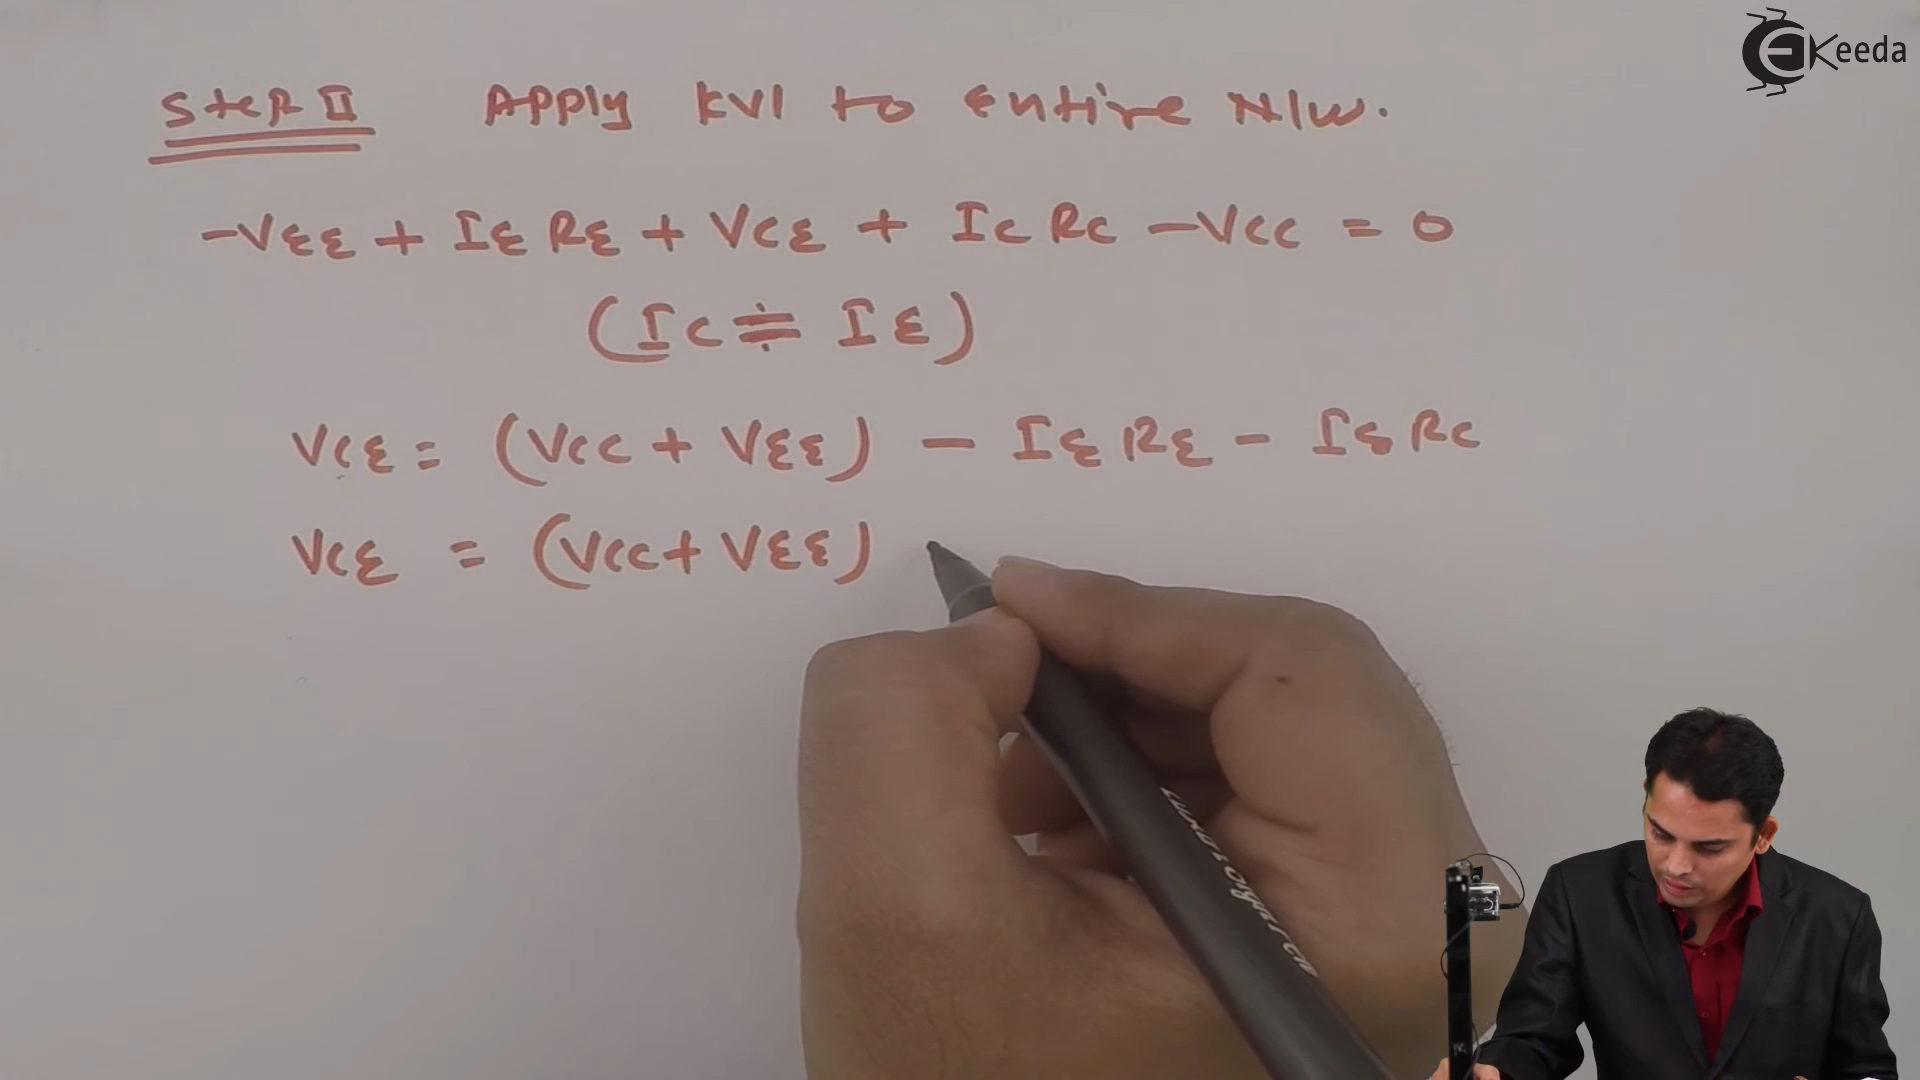 EKeeda
Step II Apply KVl to entire N/w.
-VEE + IE RE + VCE + IC RC - VCC = 0
(IC ≑ IE)
VCE = (VCC + VEE) - IE RE - IE RC
VCE = (VCC + VEE)